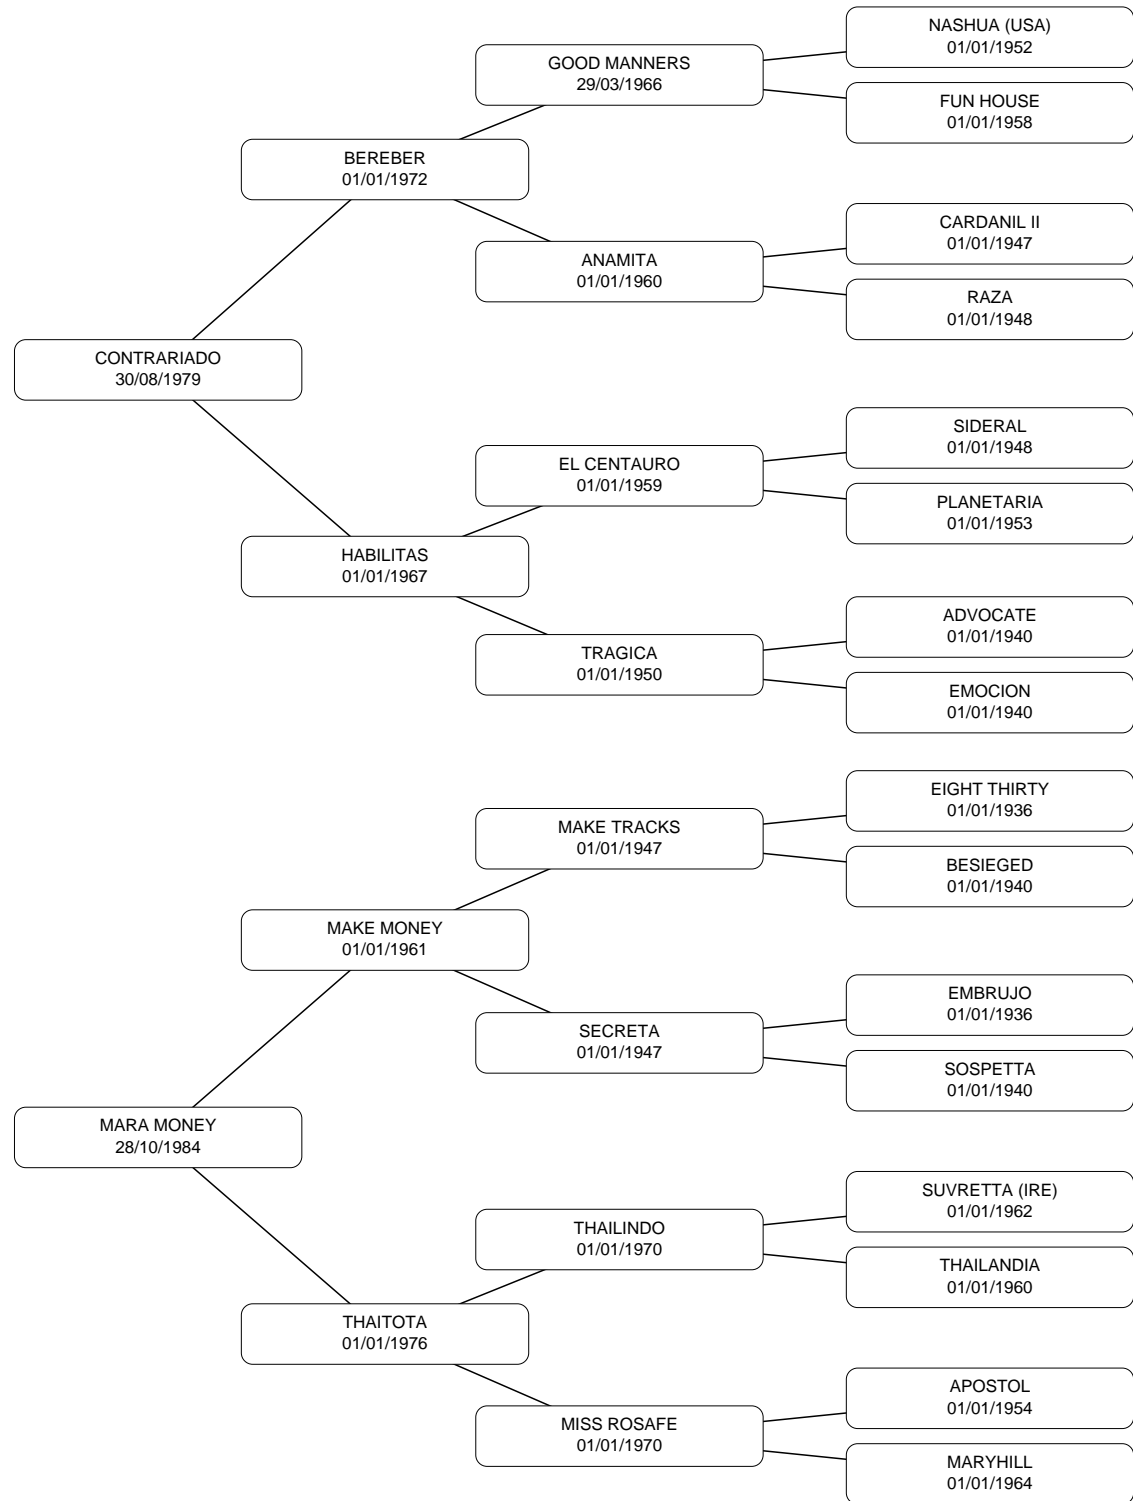 NASHUA (USA)
01/01/1952
GOOD MANNERS
29/03/1966
FUN HOUSE
01/01/1958
BEREBER
01/01/1972
CARDANIL II
01/01/1947
ANAMITA
01/01/1960
RAZA
01/01/1948
CONTRARIADO
30/08/1979
SIDERAL
01/01/1948
EL CENTAURO
01/01/1959
PLANETARIA
01/01/1953
HABILITAS
01/01/1967
ADVOCATE
01/01/1940
TRAGICA
01/01/1950
EMOCION
01/01/1940
EIGHT THIRTY
01/01/1936
MAKE TRACKS
01/01/1947
BESIEGED
01/01/1940
MAKE MONEY
01/01/1961
EMBRUJO
01/01/1936
SECRETA
01/01/1947
SOSPETTA
01/01/1940
MARA MONEY
28/10/1984
SUVRETTA (IRE)
01/01/1962
THAILINDO
01/01/1970
THAILANDIA
01/01/1960
THAITOTA
01/01/1976
APOSTOL
01/01/1954
MISS ROSAFE
01/01/1970
MARYHILL
01/01/1964